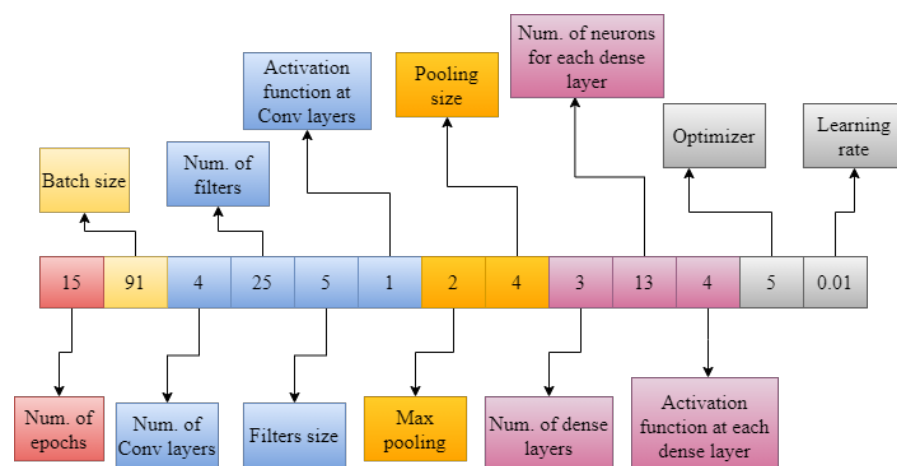 Num. of neurons
for each dense
layer
Activation
function at
Conv layers
Pooling
size
Optimizer
Learning
rate
Num. of
filters
Batch size
15 91 4 25 5 1 2 4 3 13 4 5 0.01
Num. of
epochs
Num. of
Conv layers
Filters size
Max
pooling
Num. of dense
layers
Activation
function at each
dense layer